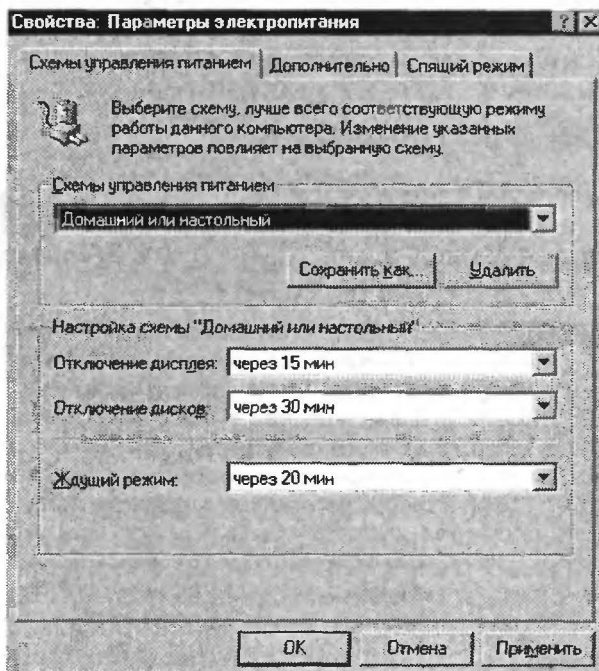 Свойства: Параметры электропитания
Схемы управления питанием Дополнительно Спящий режим
Выберите схему, лучше всего соответствующую режиму
работы данного компьютера. Изменение указанных
параметров повлияет на выбранную схему.
Схемы управления питанием
Домашний или настольный
Сохранить как... Удалить
Настройка схемы "Домашний или настольный"
Отключение дисплея: через 15 мин
Отключение дисков: через 30 мин
Ждущий режим: через 20 мин
OK Отмена Применить